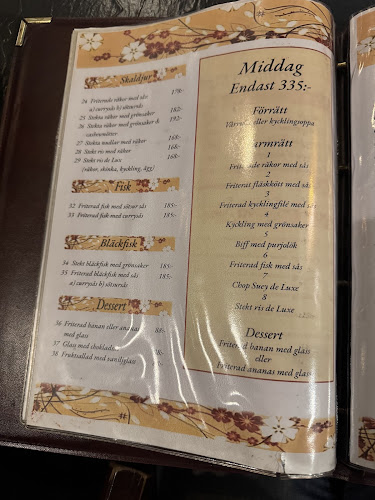 Skaldjur
24 Friterade räkor med sås 179:-
a) currysås b) sötsursås
25 Stekta räkor med grönsaker 182:-
26 Stekta räkor med grönsaker & 192:-
cashewnötter
27 Stekta nudlar med räkor 168:-
28 Stekt ris med räkor 168:-
29 Stekt ris de Lux 168:-
(räkor, skinka, kyckling, ägg)
Fisk
32 Friterad fisk med sötsur sås 185:-
33 Friterad fisk med currysås 185:-
Bläckfisk
34 Stekt bläckfisk med grönsaker 185:-
35 Friterad bläckfisk med sås 185:-
a) currysås b) sötsursås
Dessert
36 Friterad banan eller ananas
med glass
37 Glass med choklad
38 Fruktsallad med vaniljglass
Middag
Endast 335:-
Förrätt
eller kycklingsoppa
Varmrätt
1
Friterade räkor med sås
2
Friterat fläskkött med sås
3
Friterad kycklingfilé med sås
4
Kyckling med grönsaker
5
Biff med purjolök
6
Friterad fisk med sås
7
Chop Suey de Luxe
8
Stekt ris de Luxe
Dessert
Friterad banan med glass
eller
Friterad ananas med glass